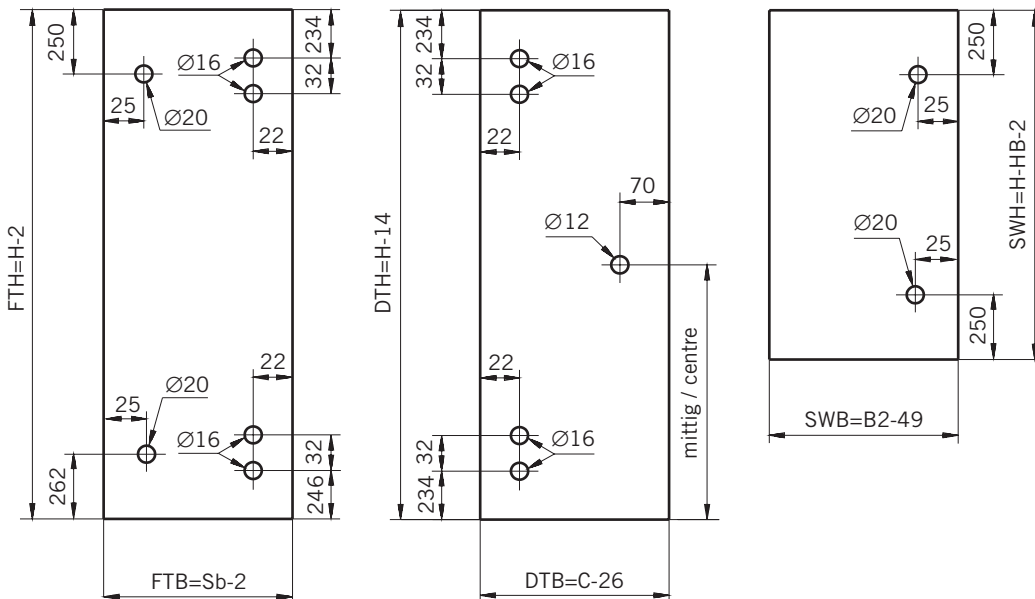 250
25
Ø20
Ø16
234
32
22
FTH=H-2
22
Ø20
25
Ø16
262
32
246
FTB=Sb-2
234
32
Ø16
22
70
Ø12
DTH=H-14
mittig / centre
22
Ø16
32
234
DTB=C-26
250
Ø20
25
SWH=H-HB-2
Ø20
25
250
SWB=B2-49